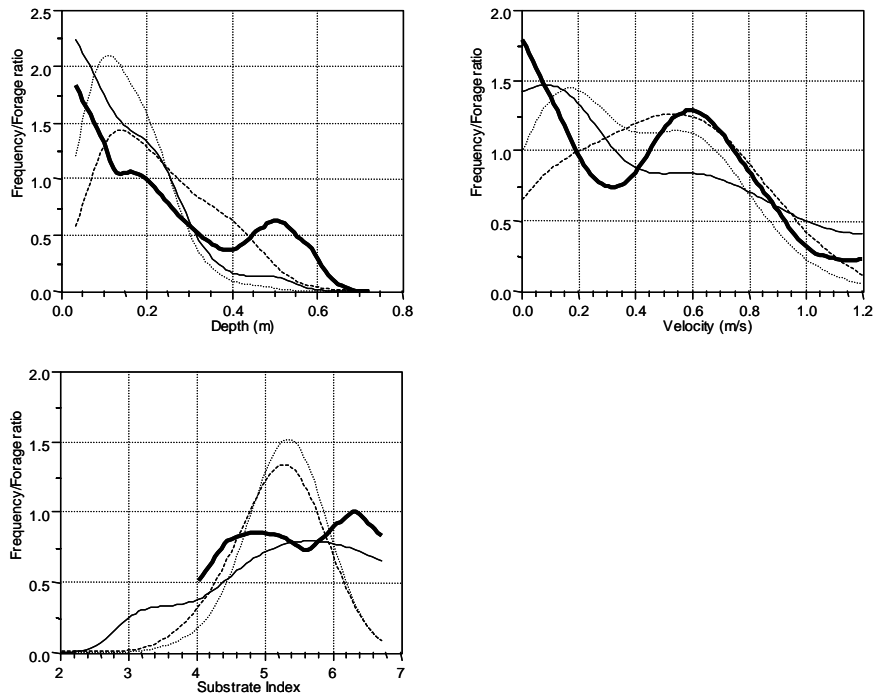 2.5
2.0
1.5
1.0
0.5
0.0
Frequency/Forage ratio
0.0 0.2 0.4 0.6 0.8
Depth (m)
2.0
1.5
1.0
0.5
0.0
Frequency/Forage ratio
0.0 0.2 0.4 0.6 0.8 1.0 1.2
Velocity (m/s)
2.0
1.5
1.0
0.5
0.0
Frequency/Forage ratio
2 3 4 5 6 7
Substrate Index